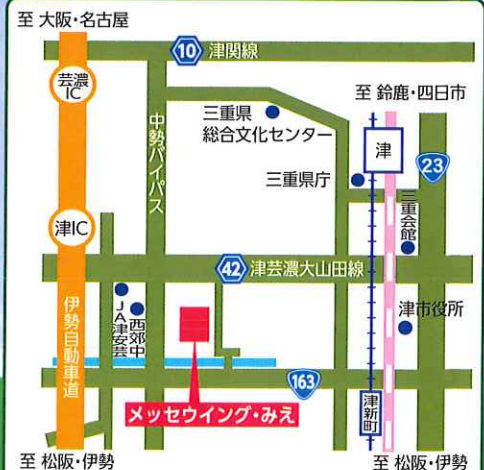 至 大阪・名古屋
10 津関線
芸濃
IC
至 鈴鹿・四日市
三重県
総合文化センター
中勢バイパス
津
23
三重県庁
三重会館
津IC
42 津芸濃大山田線
伊勢自動車道
JA津安芸
西郊中
津市役所
163
メッセウイング・みえ
津新町
至 松阪・伊勢
至 松阪・伊勢